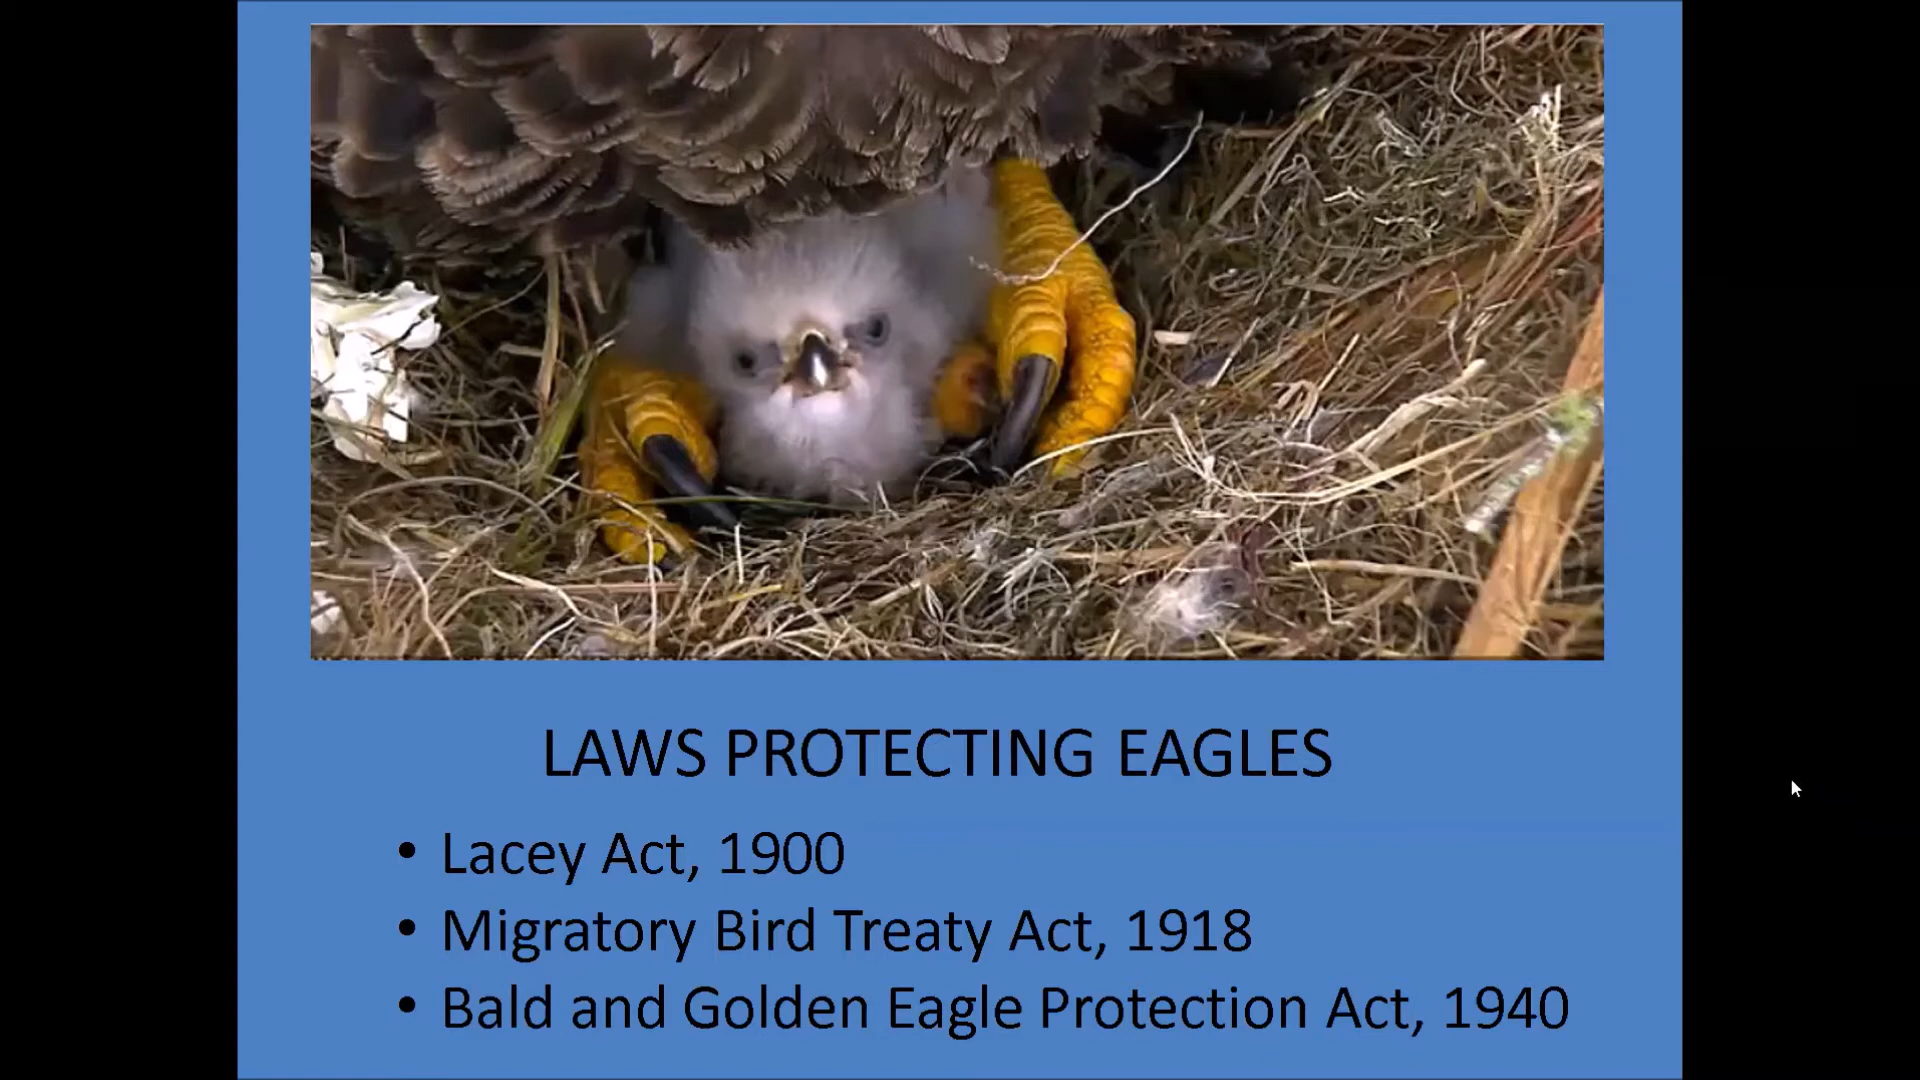 LAWS PROTECTING EAGLES
• Lacey Act, 1900
• Migratory Bird Treaty Act, 1918
• Bald and Golden Eagle Protection Act, 1940